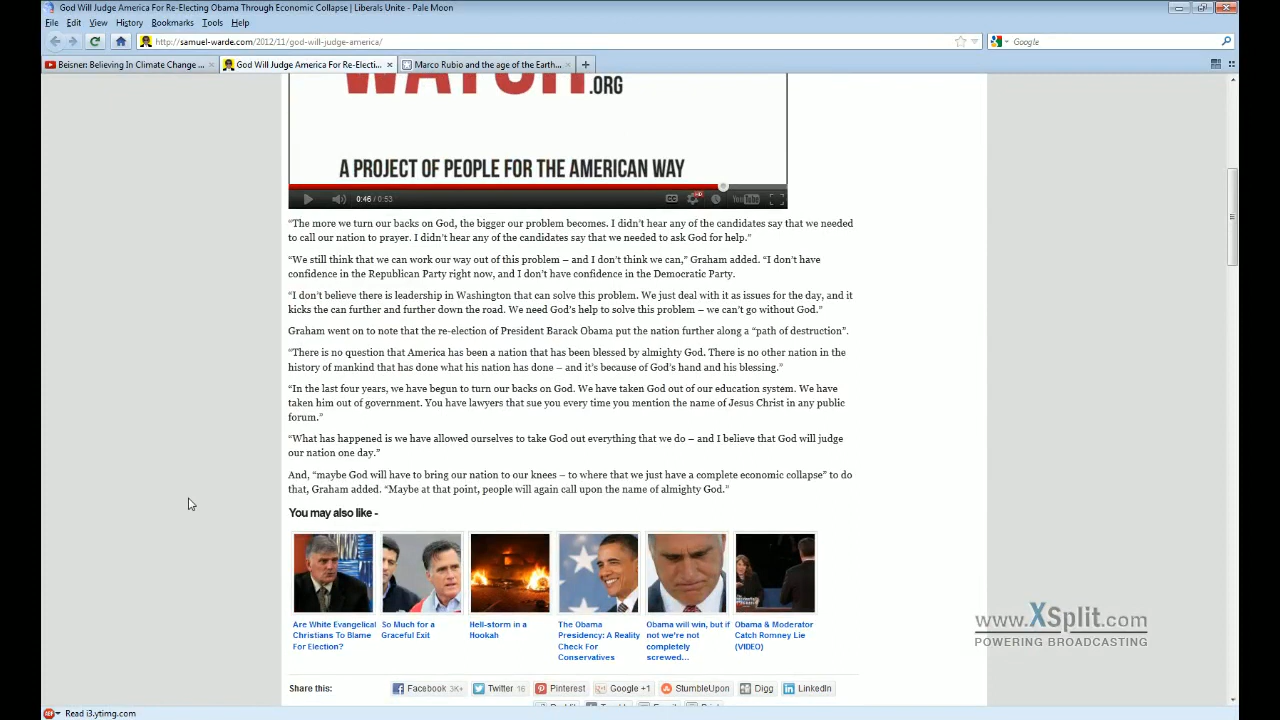 God Will Judge America For Re-Electing Obama Through Economic Collapse | Liberals Unite - Pale Moon
File Edit View History Bookmarks Tools Help
http://samuel-warde.com/2012/11/god-will-judge-america/
Google
Beisner: Believing In Climate Change ...
God Will Judge America For Re-Electi...
Marco Rubio and the age of the Earth...
WATCH.ORG
A PROJECT OF PEOPLE FOR THE AMERICAN WAY
0:46 / 0:53
CC
HD
YouTube
“The more we turn our backs on God, the bigger our problem becomes. I didn’t hear any of the candidates say that we needed
to call our nation to prayer. I didn’t hear any of the candidates say that we needed to ask God for help.”
“We still think that we can work our way out of this problem – and I don’t think we can,” Graham added. “I don’t have
confidence in the Republican Party right now, and I don’t have confidence in the Democratic Party.
“I don’t believe there is leadership in Washington that can solve this problem. We just deal with it as issues for the day, and it
kicks the can further and further down the road. We need God’s help to solve this problem – we can’t go without God.”
Graham went on to note that the re-election of President Barack Obama put the nation further along a “path of destruction”.
“There is no question that America has been a nation that has been blessed by almighty God. There is no other nation in the
history of mankind that has done what his nation has done – and it’s because of God’s hand and his blessing.”
“In the last four years, we have begun to turn our backs on God. We have taken God out of our education system. We have
taken him out of government. You have lawyers that sue you every time you mention the name of Jesus Christ in any public
forum.”
“What has happened is we have allowed ourselves to take God out everything that we do – and I believe that God will judge
our nation one day.”
And, “maybe God will have to bring our nation to our knees – to where that we just have a complete economic collapse” to do
that, Graham added. “Maybe at that point, people will again call upon the name of almighty God.”
You may also like -
Are White Evangelical
Christians To Blame
For Election?
So Much for a
Graceful Exit
Hell-storm in a
Hookah
The Obama
Presidency: A Reality
Check For
Conservatives
Obama will win, but if
not we're not
completely
screwed...
Obama & Moderator
Catch Romney Lie
(VIDEO)
www.XSplit.com
POWERING BROADCASTING
Share this:
Facebook 3K+
Twitter 16
Pinterest
Google +1
StumbleUpon
Digg
LinkedIn
Read i3.ytimg.com